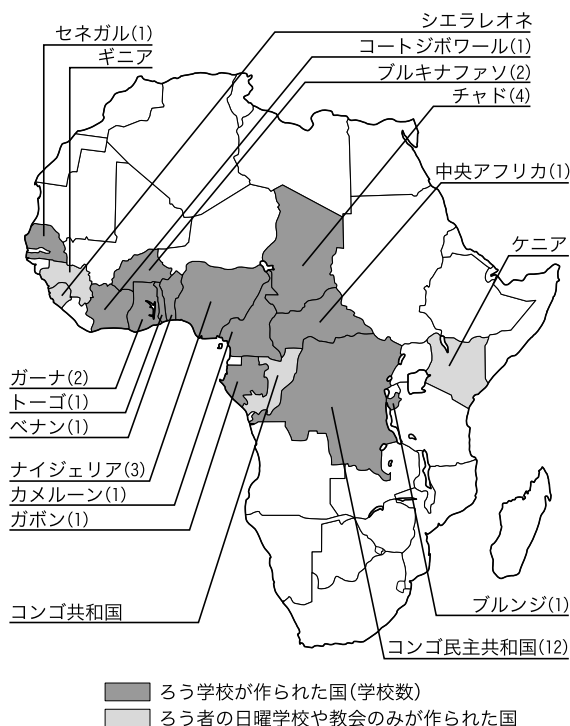 セネガル(1)
ギニア
シエラレオネ
コートジボワール(1)
ブルキナファソ(2)
チャド(4)
中央アフリカ(1)
ケニア
ガーナ(2)
トーゴ(1)
ベナン(1)
ナイジェリア(3)
カメルーン(1)
ガボン(1)
コンゴ共和国
ブルンジ(1)
コンゴ民主共和国(12)
ろう学校が作られた国(学校数)
ろう者の日曜学校や教会のみが作られた国